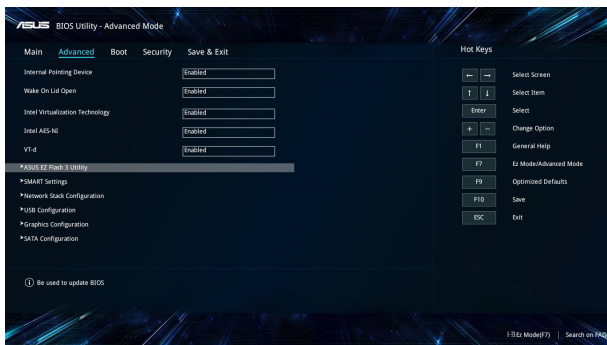 ASUS BIOS Utility - Advanced Mode
Main Advanced Boot Security Save & Exit
Internal Pointing Device Enabled
Wake On Lid Open Enabled
Intel Virtualization Technology Enabled
Intel AES-NI Enabled
VT-d Enabled
ASUS EZ Flash 3 Utility
SMART Settings
Network Stack Configuration
USB Configuration
Graphics Configuration
SATA Configuration
Be used to update BIOS
Hot Keys
← → Select Screen
↑ ↓ Select Item
Enter Select
+ − Change Option
F1 General Help
F7 Ez Mode/Advanced Mode
F9 Optimized Defaults
F10 Save
ESC Exit
Ez Mode(F7) | Search on FAQ